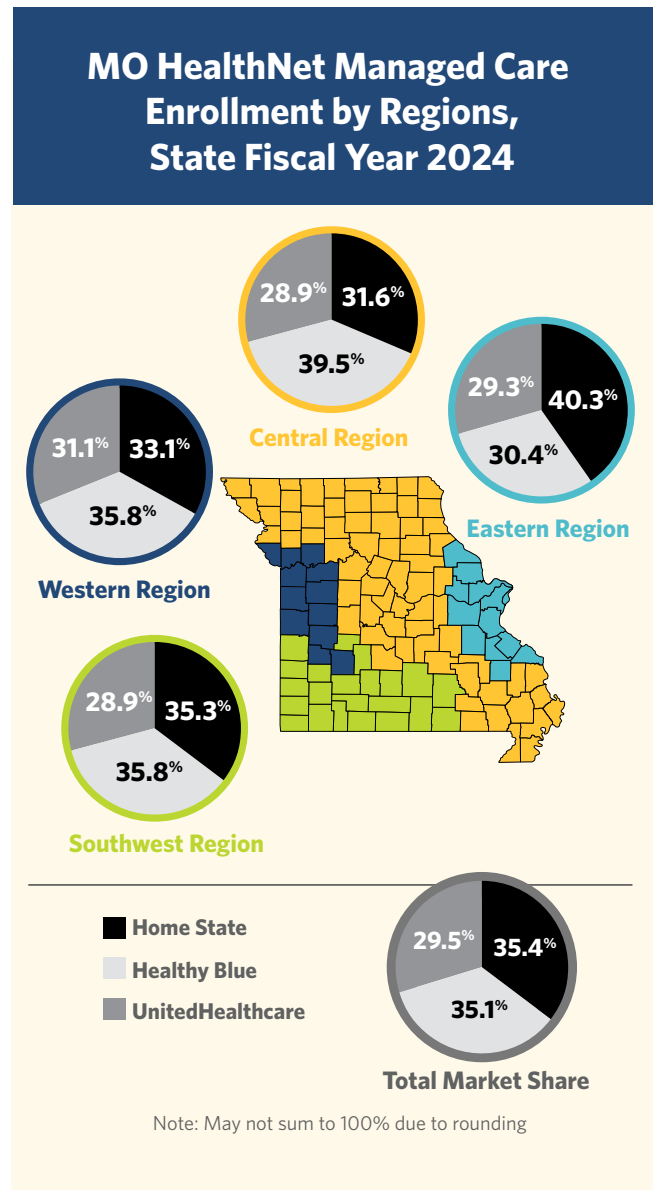 MO HealthNet Managed Care
Enrollment by Regions,
State Fiscal Year 2024
28.9%
31.6%
39.5%
Central Region
29.3%
40.3%
30.4%
Eastern Region
31.1%
33.1%
35.8%
Western Region
28.9%
35.3%
35.8%
Southwest Region
Home State
Healthy Blue
UnitedHealthcare
29.5%
35.4%
35.1%
Total Market Share
Note: May not sum to 100% due to rounding